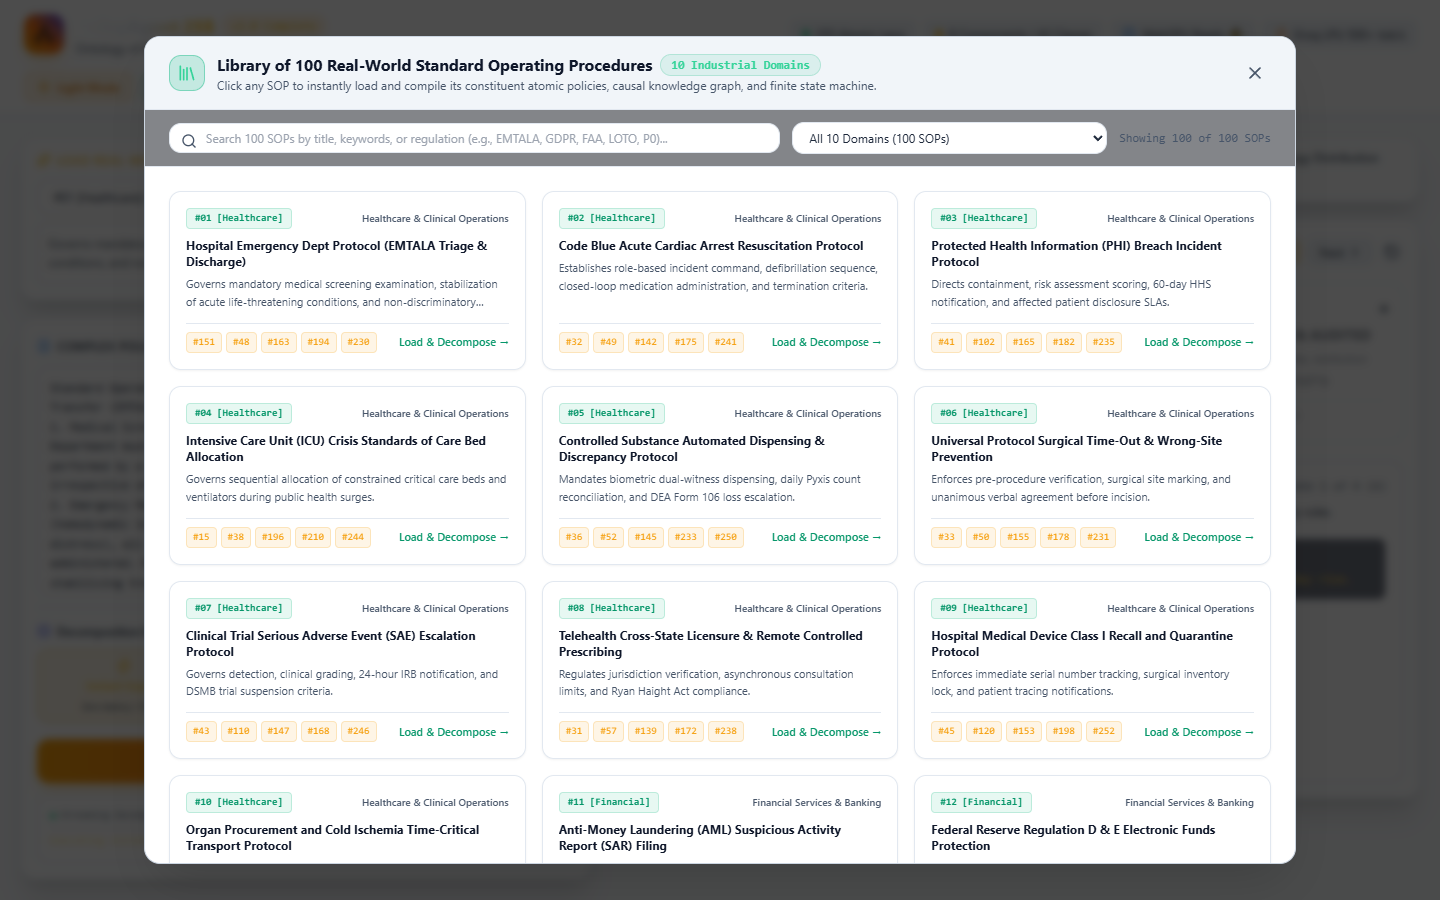 Library of 100 Real-World Standard Operating Procedures
10 Industrial Domains
Click any SOP to instantly load and compile its constituent atomic policies, causal knowledge graph, and finite state machine.
Search 100 SOPs by title, keywords, or regulation (e.g., EMTALA, GDPR, FAA, LOTO, P0)...
All 10 Domains (100 SOPs)
Showing 100 of 100 SOPs
#01 [Healthcare]
Healthcare & Clinical Operations
Hospital Emergency Dept Protocol (EMTALA Triage &
Discharge)
Governs mandatory medical screening examination, stabilization
of acute life-threatening conditions, and non-discriminatory...
#151 #48 #163 #194 #230
Load & Decompose →
#02 [Healthcare]
Healthcare & Clinical Operations
Code Blue Acute Cardiac Arrest Resuscitation Protocol
Establishes role-based incident command, defibrillation sequence,
closed-loop medication administration, and termination criteria.
#32 #49 #142 #175 #241
Load & Decompose →
#03 [Healthcare]
Healthcare & Clinical Operations
Protected Health Information (PHI) Breach Incident
Protocol
Directs containment, risk assessment scoring, 60-day HHS
notification, and affected patient disclosure SLAs.
#41 #102 #165 #182 #235
Load & Decompose →
#04 [Healthcare]
Healthcare & Clinical Operations
Intensive Care Unit (ICU) Crisis Standards of Care Bed
Allocation
Governs sequential allocation of constrained critical care beds and
ventilators during public health surges.
#15 #38 #196 #210 #244
Load & Decompose →
#05 [Healthcare]
Healthcare & Clinical Operations
Controlled Substance Automated Dispensing &
Discrepancy Protocol
Mandates biometric dual-witness dispensing, daily Pyxis count
reconciliation, and DEA Form 106 loss escalation.
#36 #52 #145 #233 #250
Load & Decompose →
#06 [Healthcare]
Healthcare & Clinical Operations
Universal Protocol Surgical Time-Out & Wrong-Site
Prevention
Enforces pre-procedure verification, surgical site marking, and
unanimous verbal agreement before incision.
#33 #50 #155 #178 #231
Load & Decompose →
#07 [Healthcare]
Healthcare & Clinical Operations
Clinical Trial Serious Adverse Event (SAE) Escalation
Protocol
Governs detection, clinical grading, 24-hour IRB notification, and
DSMB trial suspension criteria.
#43 #110 #147 #168 #246
Load & Decompose →
#08 [Healthcare]
Healthcare & Clinical Operations
Telehealth Cross-State Licensure & Remote Controlled
Prescribing
Regulates jurisdiction verification, asynchronous consultation
limits, and Ryan Haight Act compliance.
#31 #57 #139 #172 #238
Load & Decompose →
#09 [Healthcare]
Healthcare & Clinical Operations
Hospital Medical Device Class I Recall and Quarantine
Protocol
Enforces immediate serial number tracking, surgical inventory
lock, and patient tracing notifications.
#45 #120 #153 #198 #252
Load & Decompose →
#10 [Healthcare]
Healthcare & Clinical Operations
Organ Procurement and Cold Ischemia Time-Critical
Transport Protocol
#11 [Financial]
Financial Services & Banking
Anti-Money Laundering (AML) Suspicious Activity
Report (SAR) Filing
#12 [Financial]
Financial Services & Banking
Federal Reserve Regulation D & E Electronic Funds
Protection